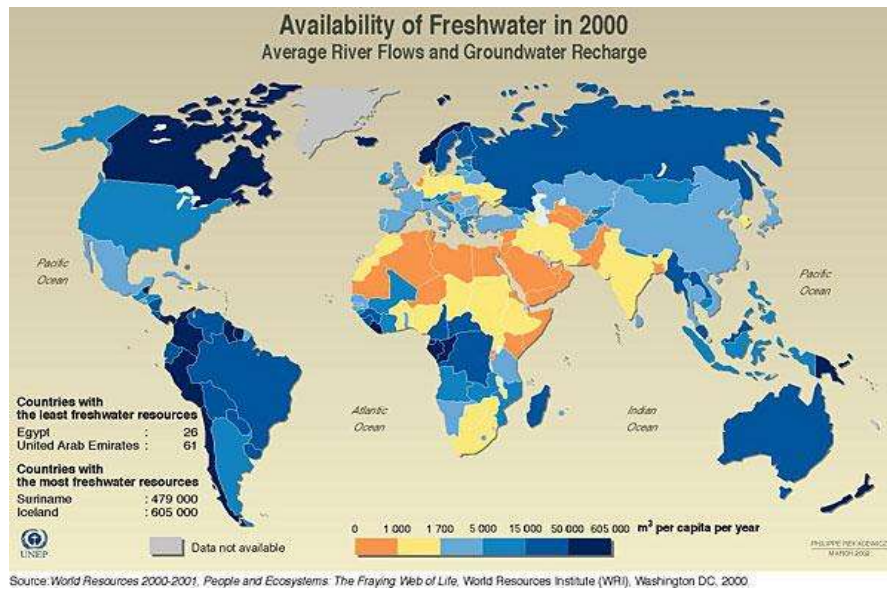 Availability of Freshwater in 2000
Average River Flows and Groundwater Recharge
Pacific
Ocean
Pacific
Ocean
Atlantic
Ocean
Indian
Ocean
Countries with
the least freshwater resources
Egypt : 26
United Arab Emirates : 61
Countries with
the most freshwater resources
Suriname : 479 000
Iceland : 605 000
0 1 000 1 700 5 000 15 000 50 000 605 000 m³ per capita per year
UNEP
Data not available
PHILIPPE REKACEWICZ
MARCH 2002
Source: World Resources 2000-2001, People and Ecosystems: The Fraying Web of Life, World Resources Institute (WRI), Washington DC, 2000.